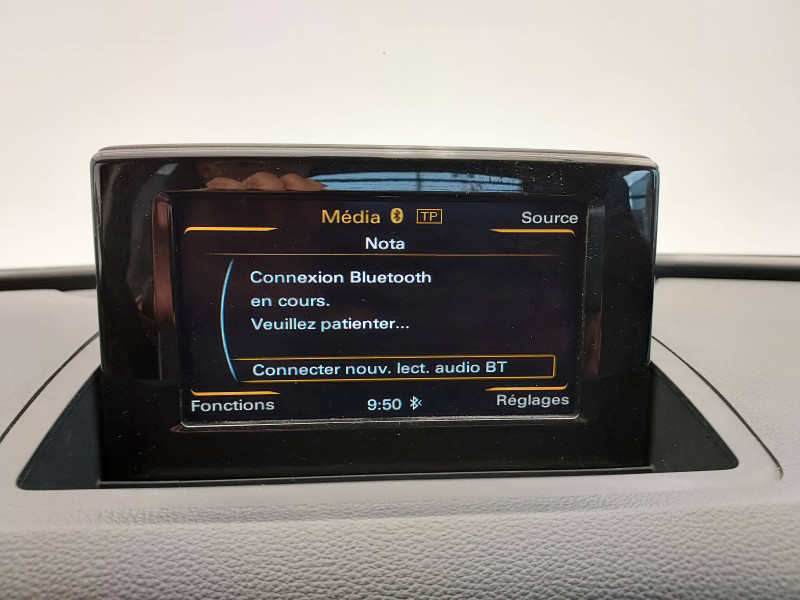 Média TP Source
Nota
Connexion Bluetooth
en cours.
Veuillez patienter...
Connecter nouv. lect. audio BT
Fonctions 9:50 Réglages